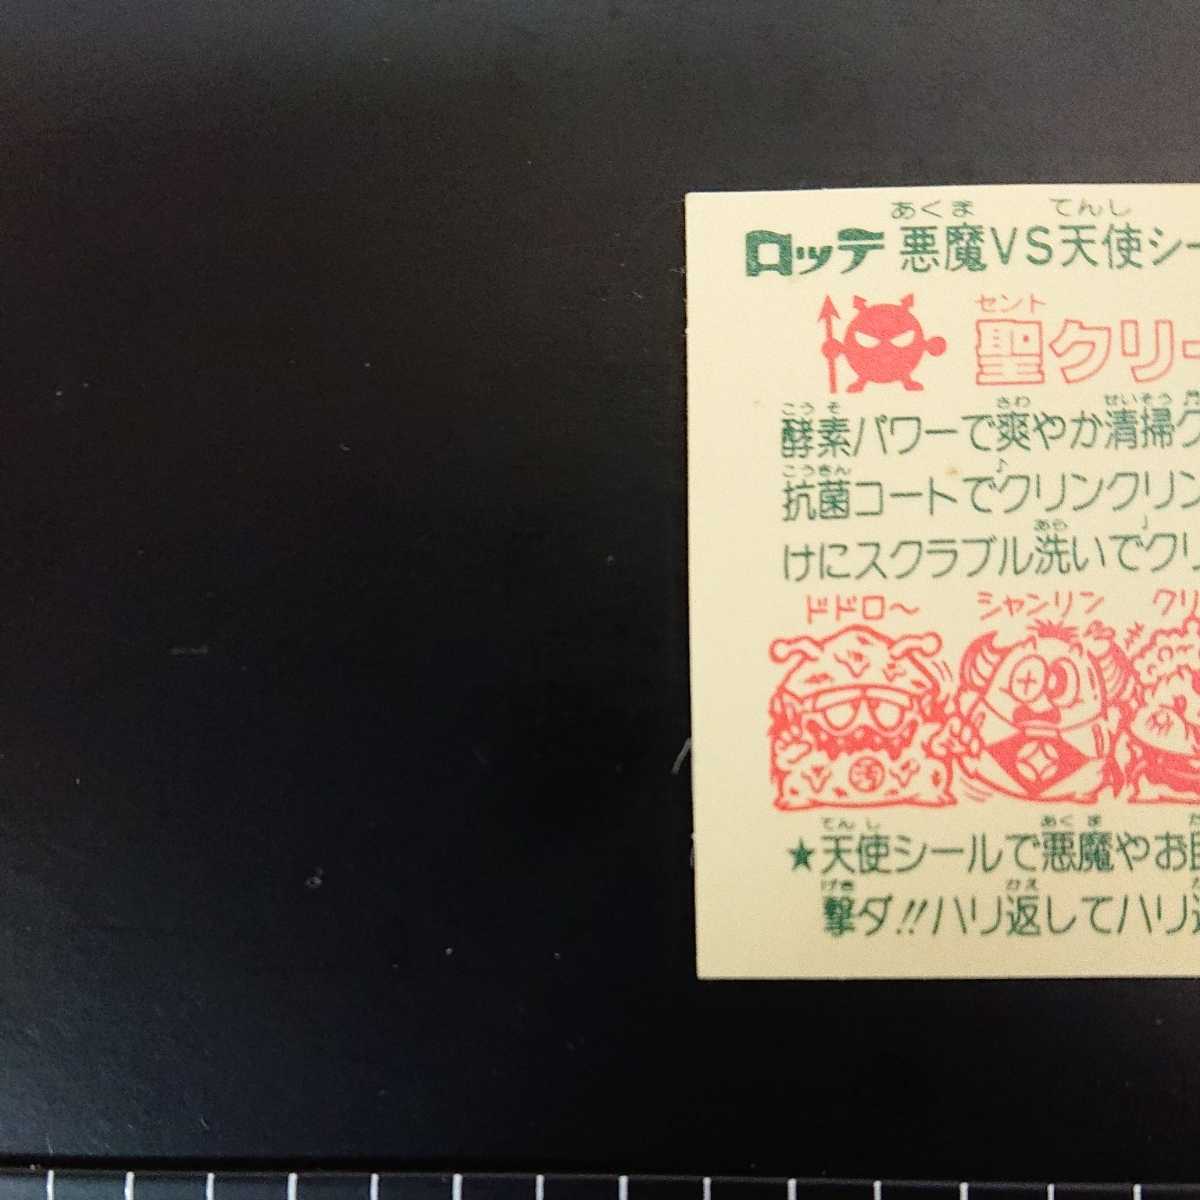 あくま てんし
ロッテ 悪魔VS天使シー
セント
聖クリー
こうそ さわ せいそう
酵素パワーで爽やか清掃ク
こうきん
抗菌コートでクリンクリン
あら
けにスクラブル洗いでクリ
ドドロ〜 シャンリン クリ
汚
てんし あくま
★天使シールで悪魔やお
げき かえ
撃ダ!!ハリ返してハリ